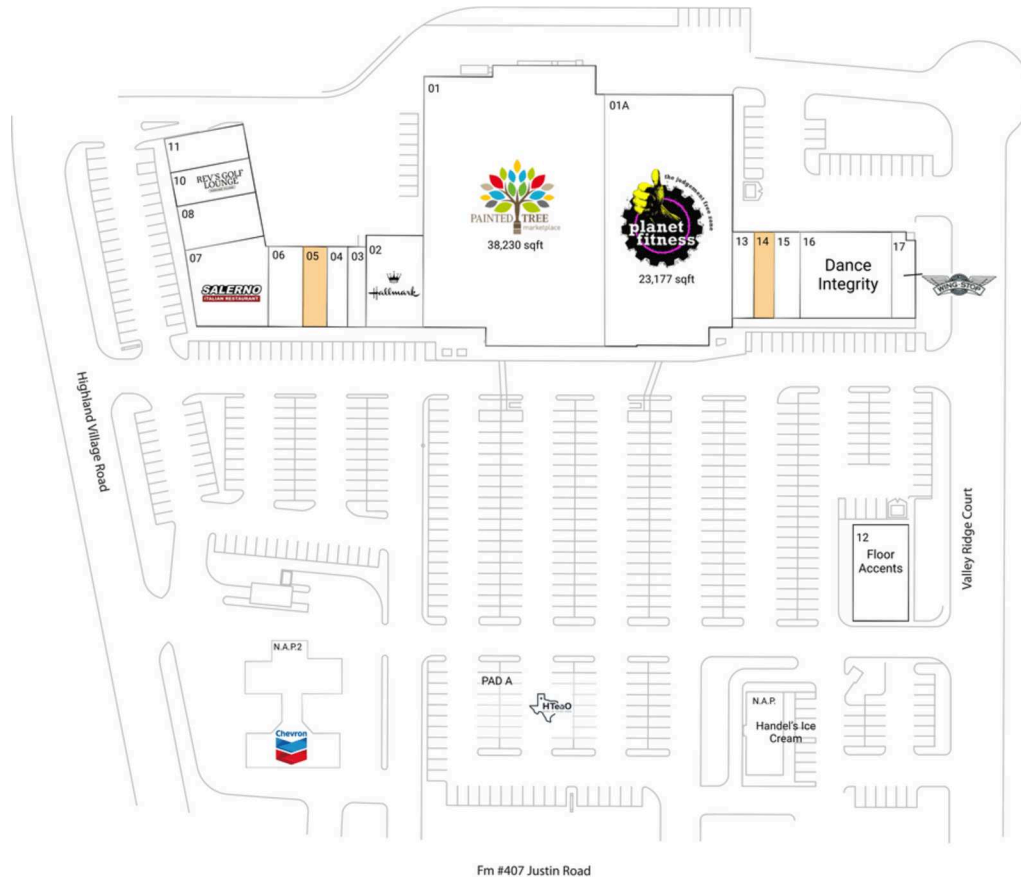 01
01A
the judgement free zone
planet
fitness
23,177 sqft
PAINTED TREE
marketplace
38,230 sqft
11
10
REV'S GOLF
LOUNGE
08
07
SALERNO
ITALIAN RESTAURANT
06
05
04
03
02
Hallmark
13
14
15
16
Dance
Integrity
17
WING STOP
Highland Village Road
Valley Ridge Court
12
Floor
Accents
N.A.P.2
Chevron
PAD A
HTeaO
N.A.P.
Handel's Ice
Cream
Fm #407 Justin Road